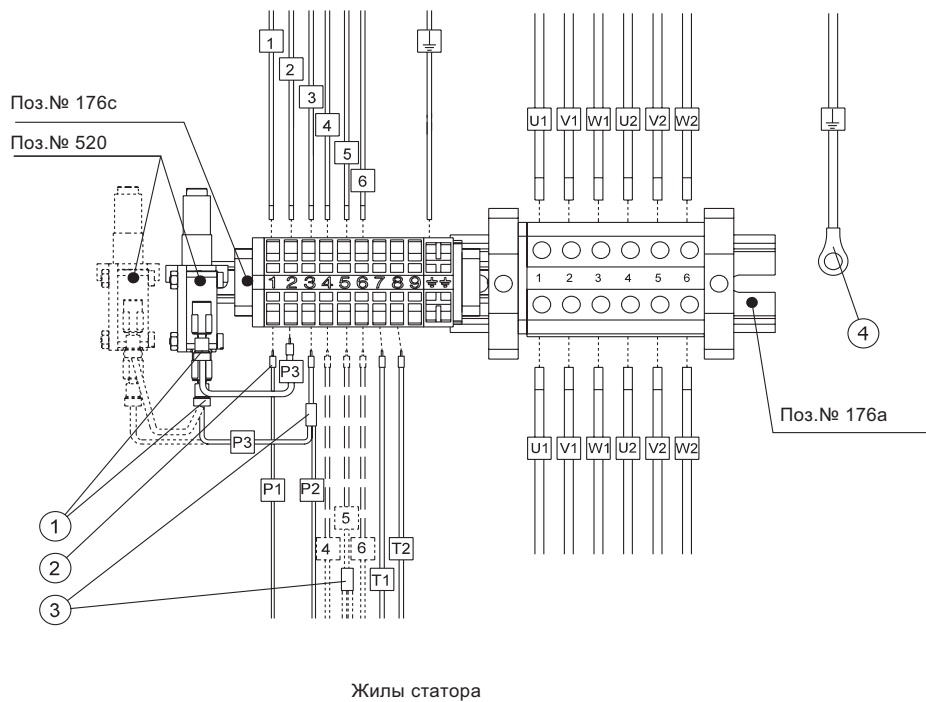 1
2
3
4
5
6
Поз.№ 176c
Поз.№ 520
U1 V1 W1 U2 V2 W2
1 2 3 4 5 6 7 8 9
1 2 3 4 5 6
4
P3
Поз.№ 176a
P3
U1 V1 W1 U2 V2 W2
P1 P2
1
5
4 6 T2
2
T1
3
Жилы статора